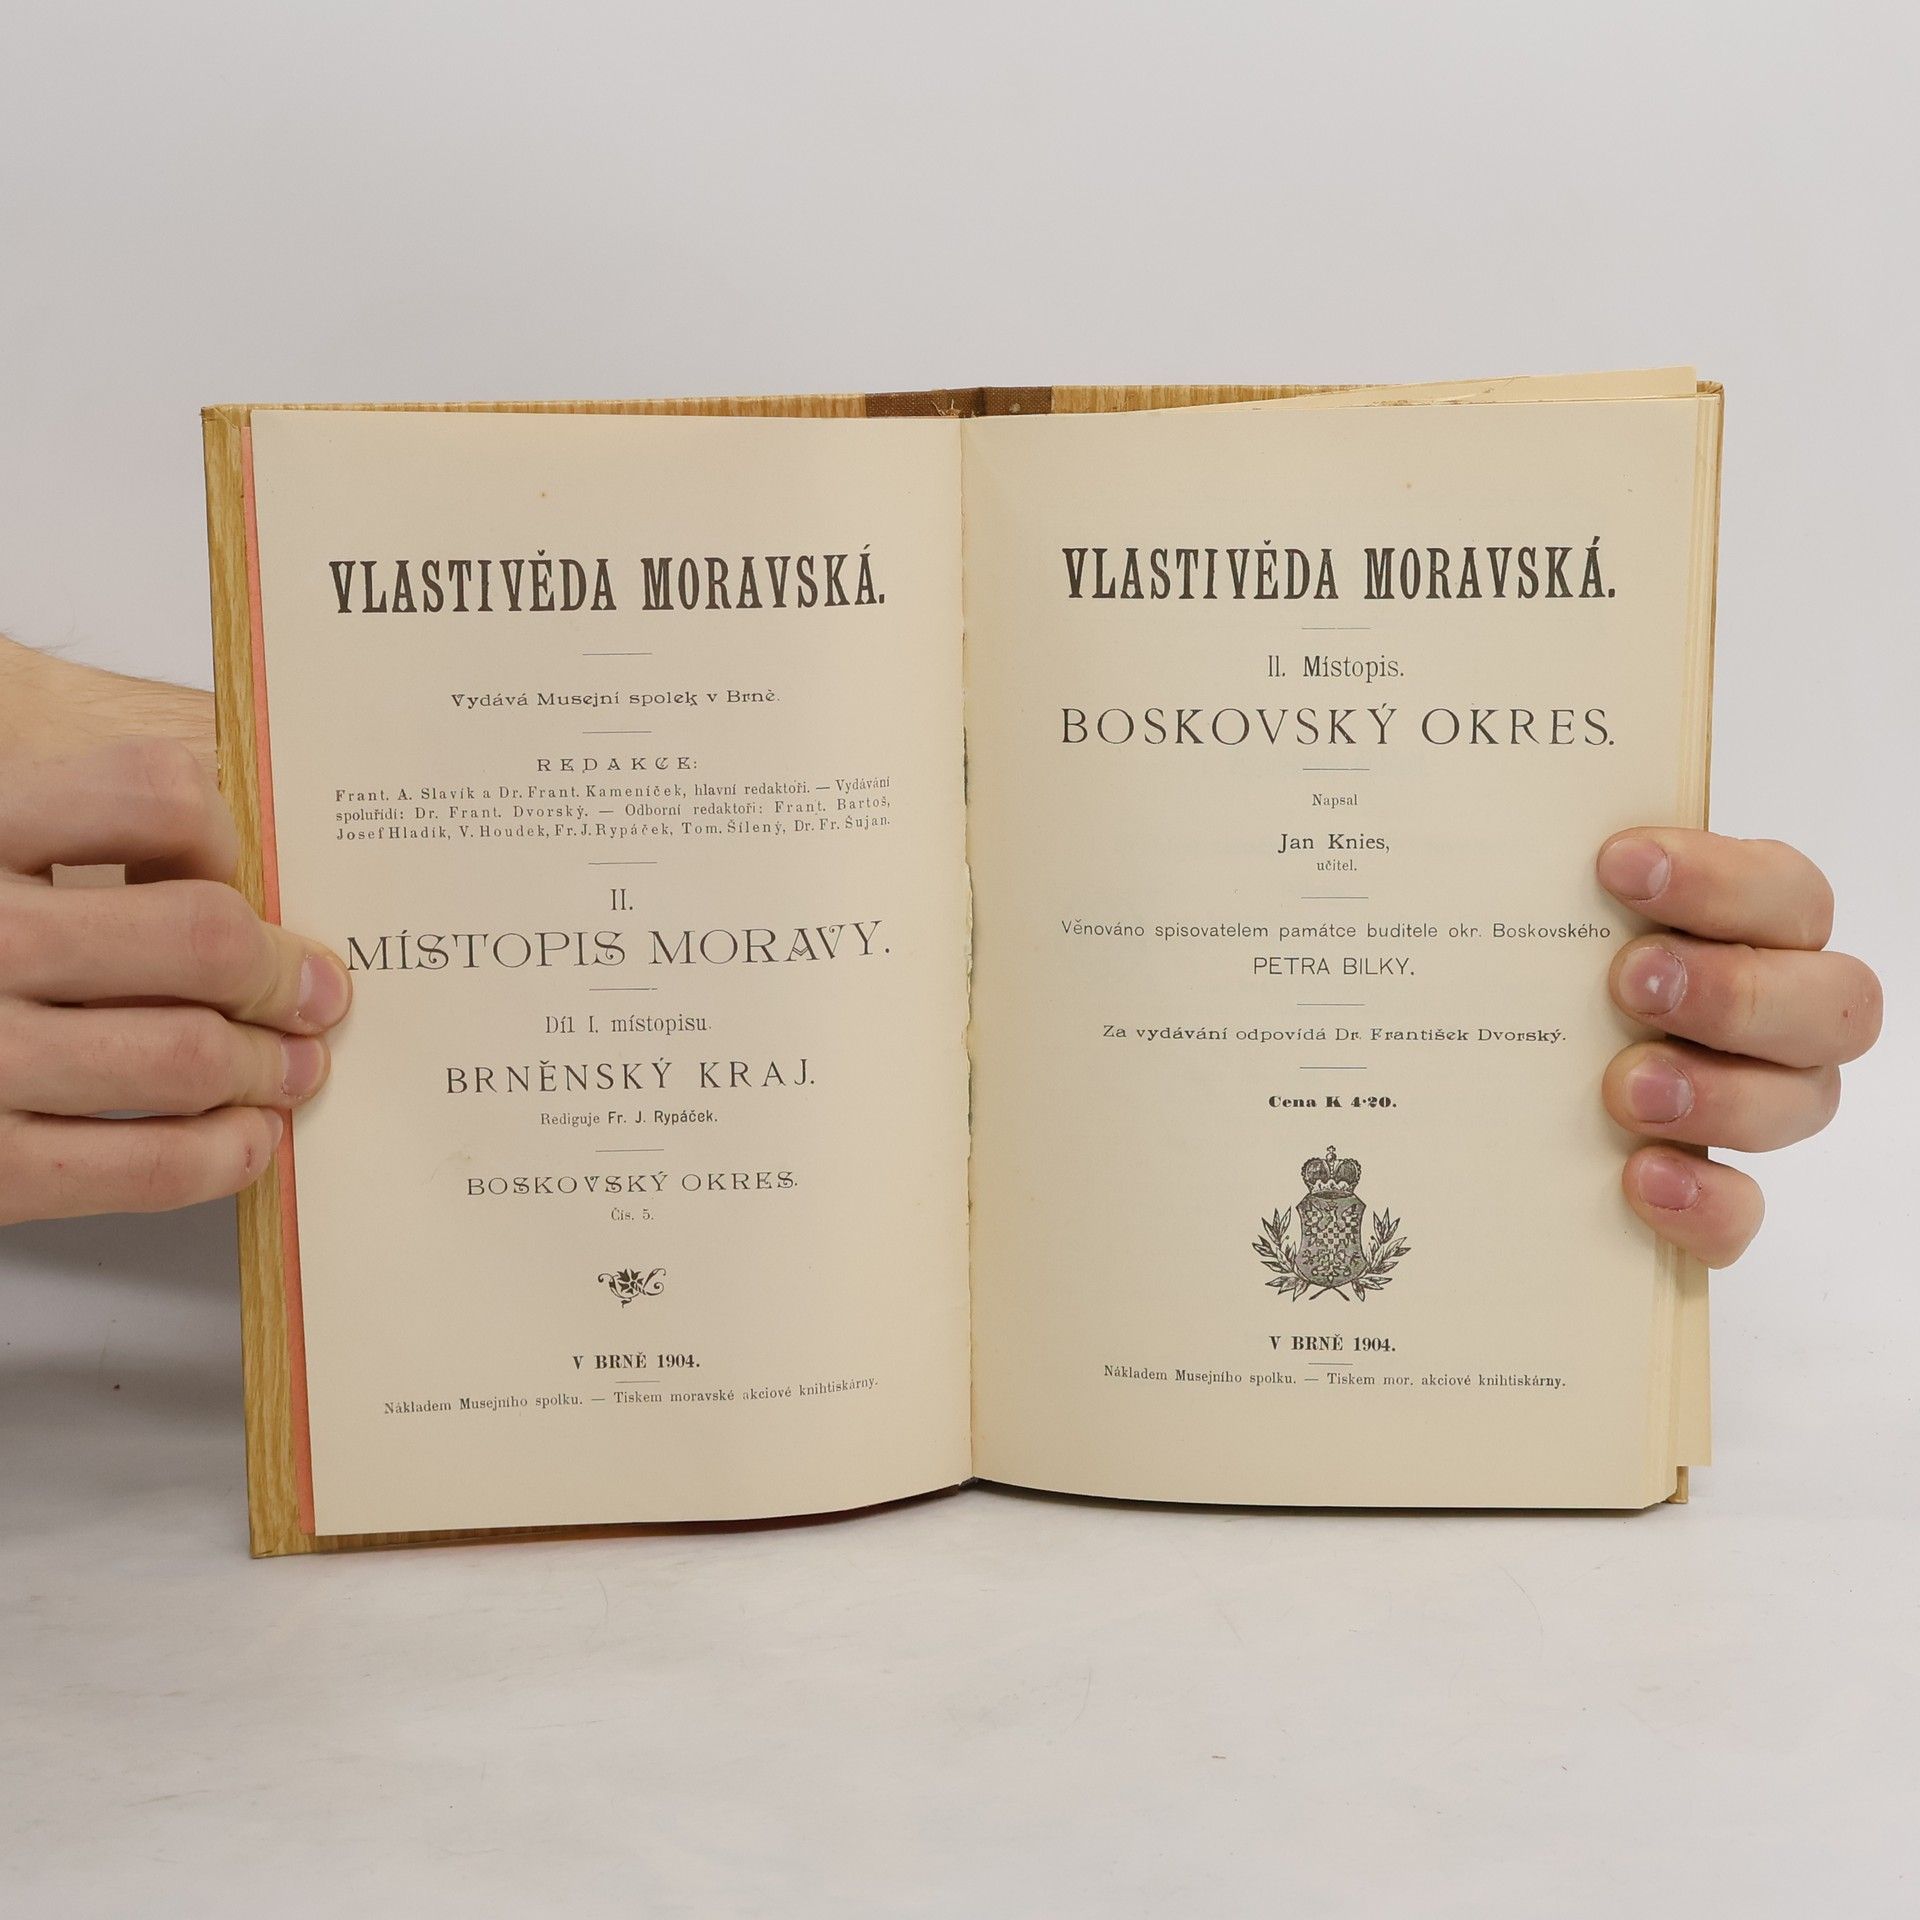 VLASTIVĚDA MORAVSKÁ.
Vydává Musejní spolek v Brně.
REDAKCE:
Frant. A. Slavík a Dr. Frant. Kameníček, hlavní redaktoři. — Vydávání
spoluřídí: Dr. Frant. Dvorský. — Odborní redaktoři: Frant. Bartoš,
Josef Hladík, V. Houdek, Fr. J. Rypáček, Tom. Šílený, Dr. Fr. Šujan.
II.
MÍSTOPIS MORAVY.
Díl I. místopisu.
BRNĚNSKÝ KRAJ.
Rediguje Fr. J. Rypáček.
BOSKOVSKÝ OKRES.
Čís. 5.
V BRNĚ 1904.
Nákladem Musejního spolku. — Tiskem moravské akciové knihtiskárny.
VLASTIVĚDA MORAVSKÁ.
II. Místopis.
BOSKOVSKÝ OKRES.
Napsal
Jan Knies,
učitel.
Věnováno spisovatelem památce buditele okr. Boskovského
PETRA BILKY.
Za vydávání odpovídá Dr. František Dvorský.
Cena K 4·20.
V BRNĚ 1904.
Nákladem Musejního spolku. — Tiskem mor. akciové knihtiskárny.